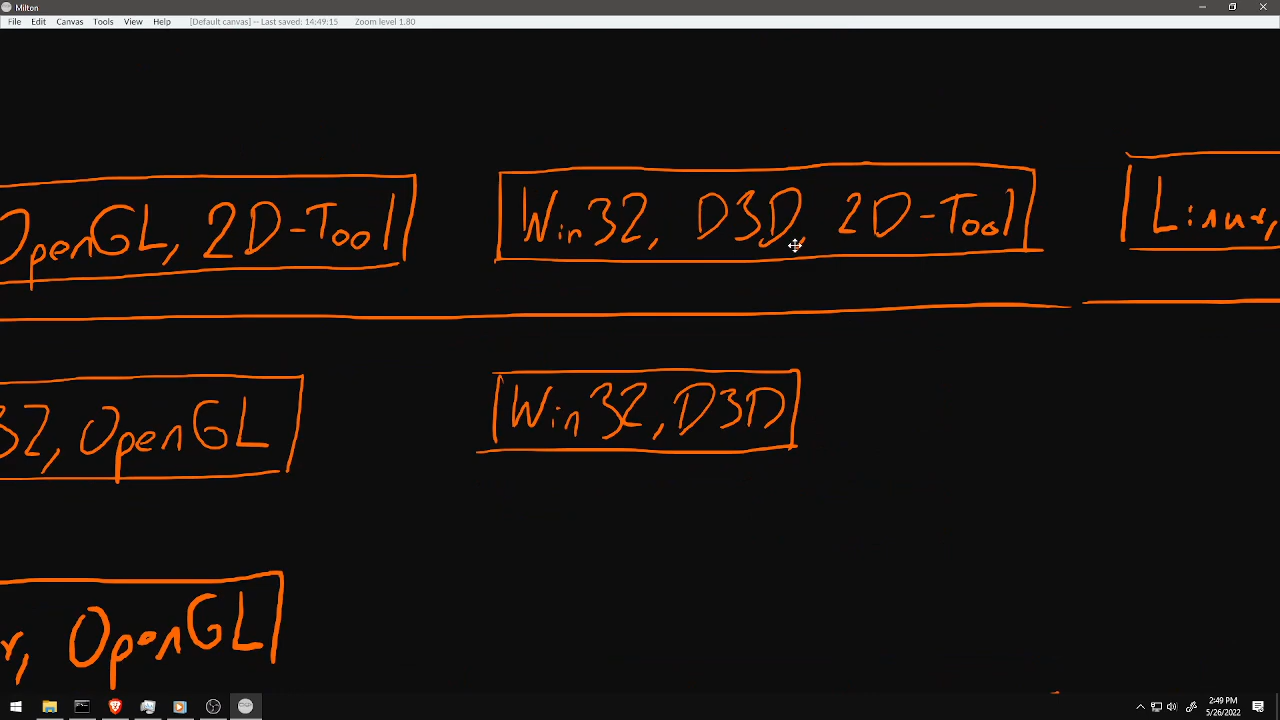 Milton
File Edit Canvas Tools View Help [Default canvas] -- Last saved: 14:49:15 Zoom level 1.80
OpenGL, 2D-Tool
Win32, D3D, 2D-Tool
Linux,
32, OpenGL
Win32, D3D
r, OpenGL
2:49 PM
5/26/2022